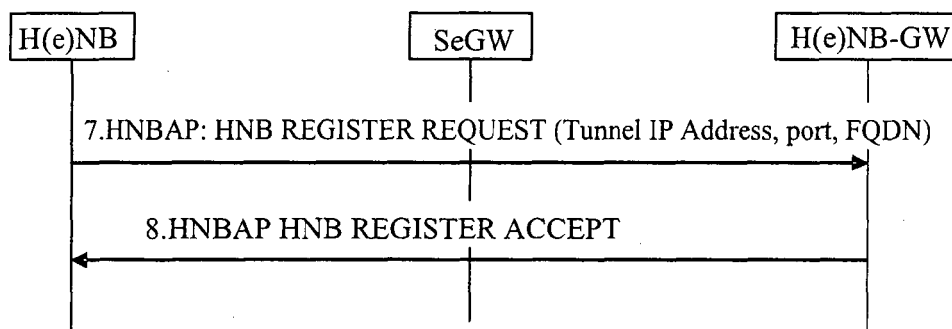 H(e)NB
SeGW
H(e)NB-GW
7.HNBAP: HNB REGISTER REQUEST (Tunnel IP Address, port, FQDN)
8.HNBAP HNB REGISTER ACCEPT